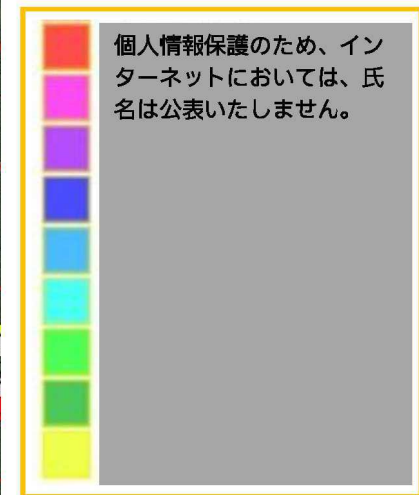 個人情報保護のため、イン
ターネットにおいては、氏
名は公表いたしません。